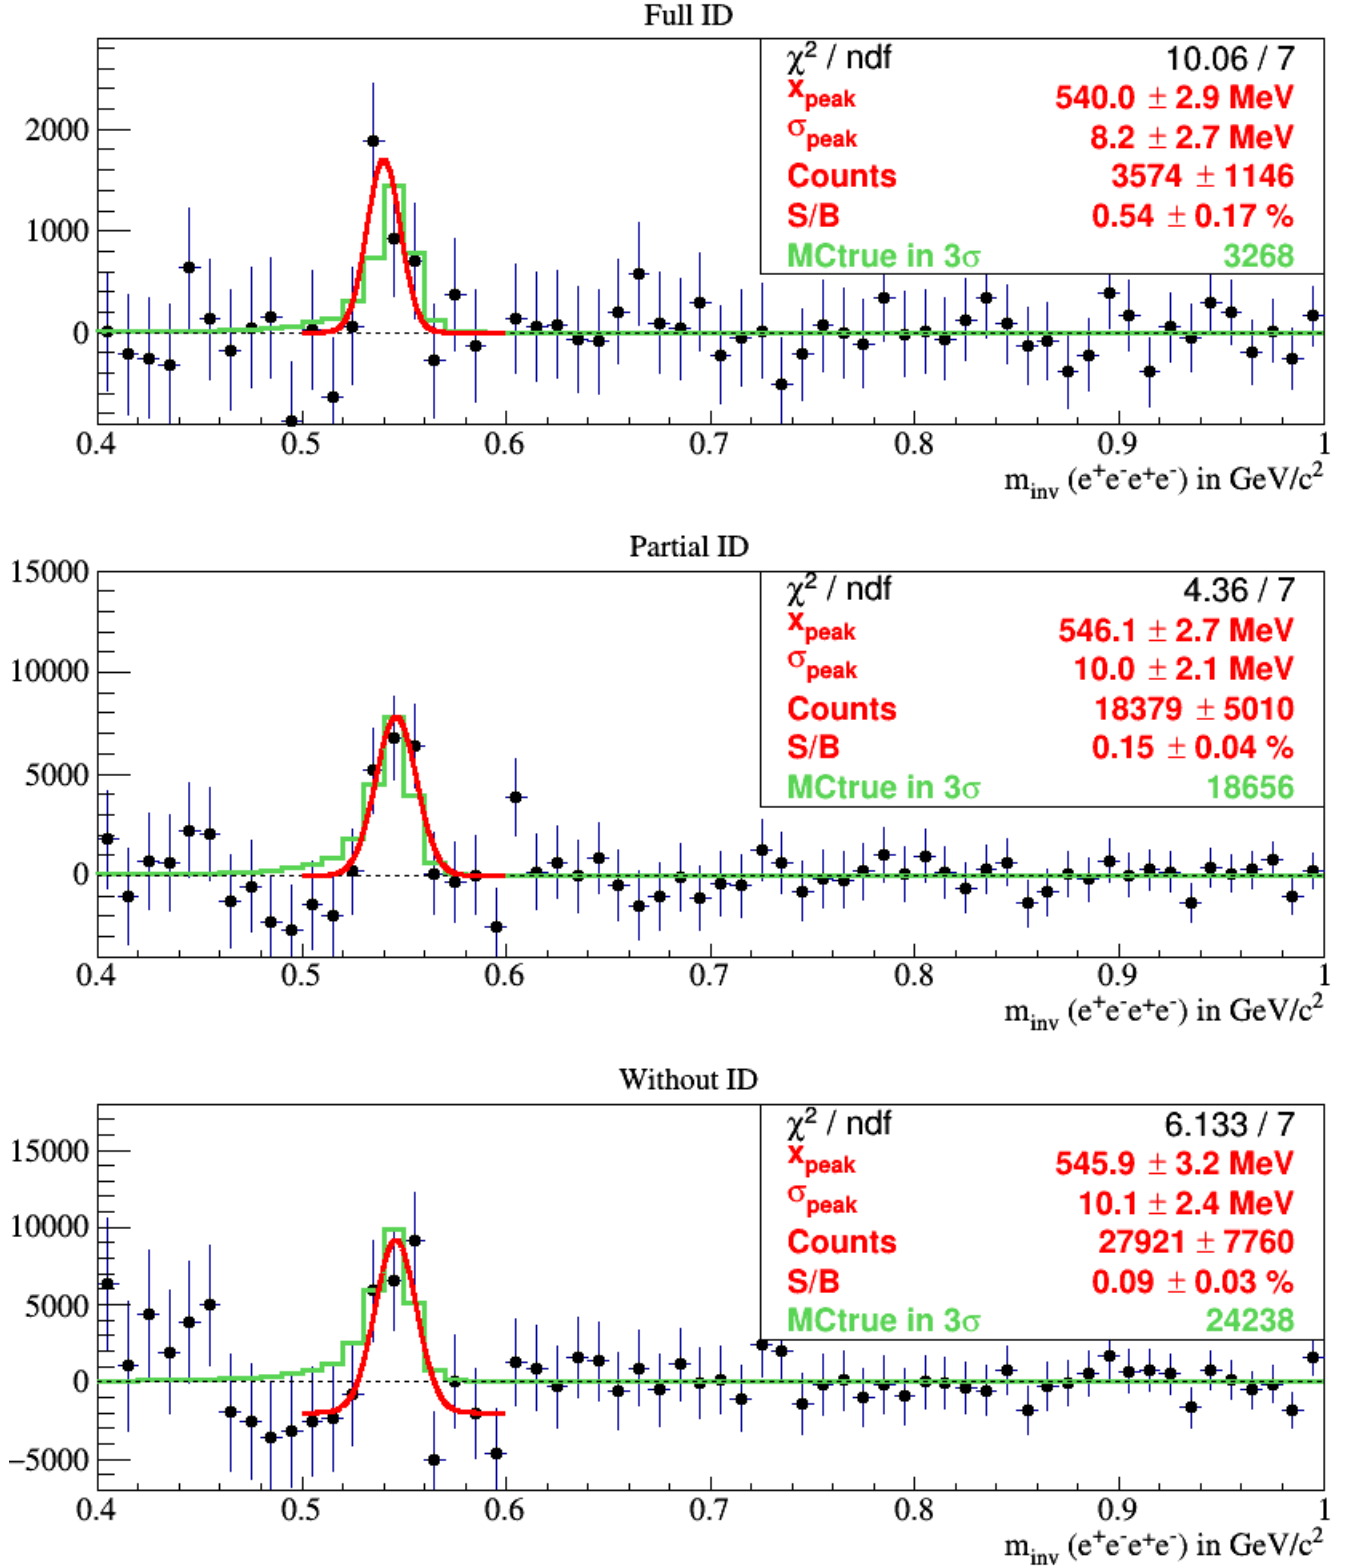 Full ID
χ² / ndf 10.06 / 7
x_peak 540.0 ± 2.9 MeV
σ_peak 8.2 ± 2.7 MeV
Counts 3574 ± 1146
S/B 0.54 ± 0.17 %
MCtrue in 3σ 3268
2000
1000
0
0.4 0.5 0.6 0.7 0.8 0.9 1
m_inv (e⁺e⁻e⁺e⁻) in GeV/c²
Partial ID
χ² / ndf 4.36 / 7
x_peak 546.1 ± 2.7 MeV
σ_peak 10.0 ± 2.1 MeV
Counts 18379 ± 5010
S/B 0.15 ± 0.04 %
MCtrue in 3σ 18656
15000
10000
5000
0
0.4 0.5 0.6 0.7 0.8 0.9 1
m_inv (e⁺e⁻e⁺e⁻) in GeV/c²
Without ID
χ² / ndf 6.133 / 7
x_peak 545.9 ± 3.2 MeV
σ_peak 10.1 ± 2.4 MeV
Counts 27921 ± 7760
S/B 0.09 ± 0.03 %
MCtrue in 3σ 24238
15000
10000
5000
0
−5000
0.4 0.5 0.6 0.7 0.8 0.9 1
m_inv (e⁺e⁻e⁺e⁻) in GeV/c²